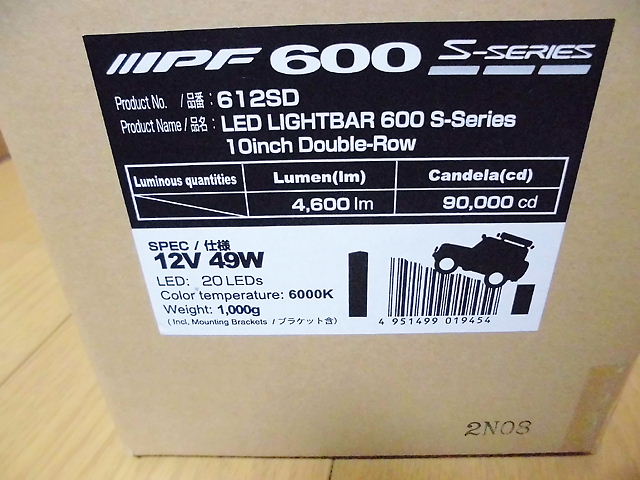 IPF 600 S-SERIES
Product No. /品番: 612SD
Product Name /品名: LED LIGHTBAR 600 S-Series
10inch Double-Row
Luminous quantities Lumen(lm) Candela(cd)
4,600 lm 90,000 cd
SPEC / 仕様
12V 49W
LED: 20 LEDs
Color temperature: 6000K
Weight: 1,000g
( Incl, Mounting Brackets / ブラケット含)
4 951499 019454
2N08